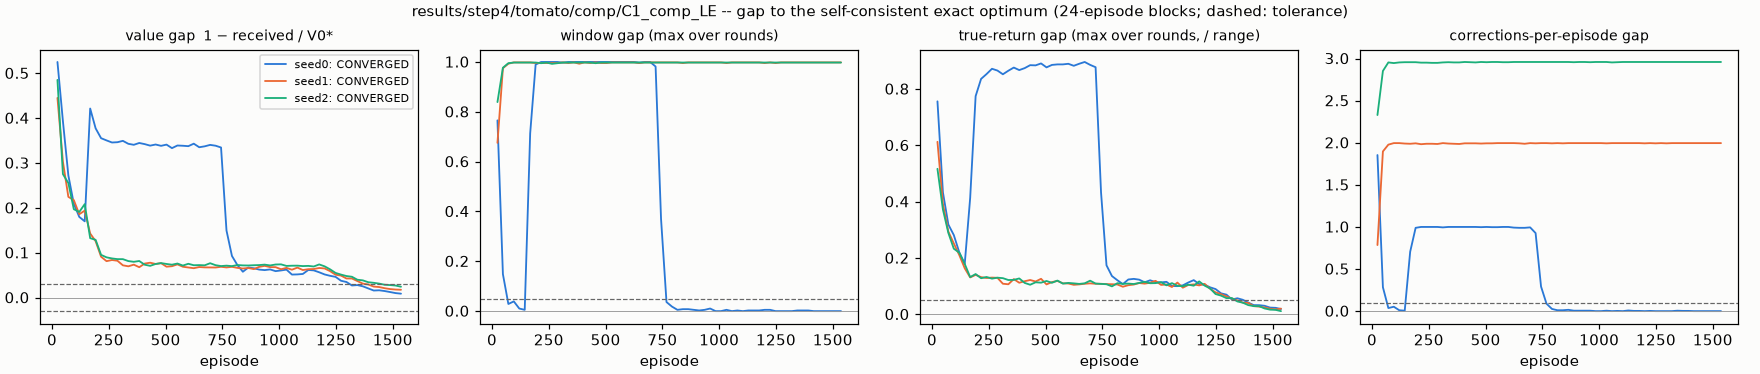 results/step4/tomato/comp/C1_comp_LE -- gap to the self-consistent exact optimum (24-episode blocks; dashed: tolerance)
value gap 1 − received / V0*
seed0: CONVERGED
seed1: CONVERGED
seed2: CONVERGED
0.5
0.4
0.3
0.2
0.1
0.0
0 250 500 750 1000 1250 1500
episode
window gap (max over rounds)
1.0
0.8
0.6
0.4
0.2
0.0
0 250 500 750 1000 1250 1500
episode
true-return gap (max over rounds, / range)
0.8
0.6
0.4
0.2
0.0
0 250 500 750 1000 1250 1500
episode
corrections-per-episode gap
3.0
2.5
2.0
1.5
1.0
0.5
0.0
0 250 500 750 1000 1250 1500
episode